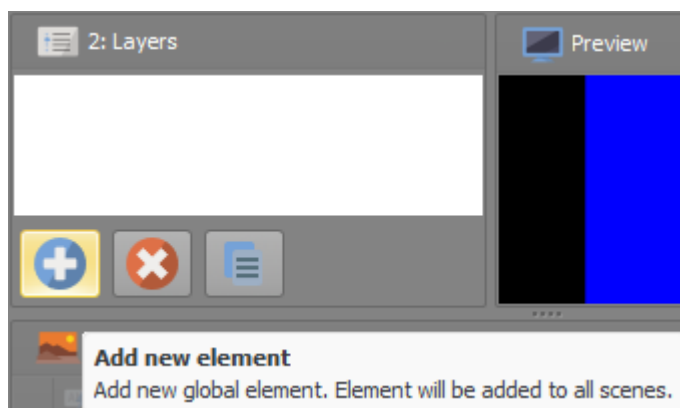 2: Layers
Preview
Add new element
Add new global element. Element will be added to all scenes.